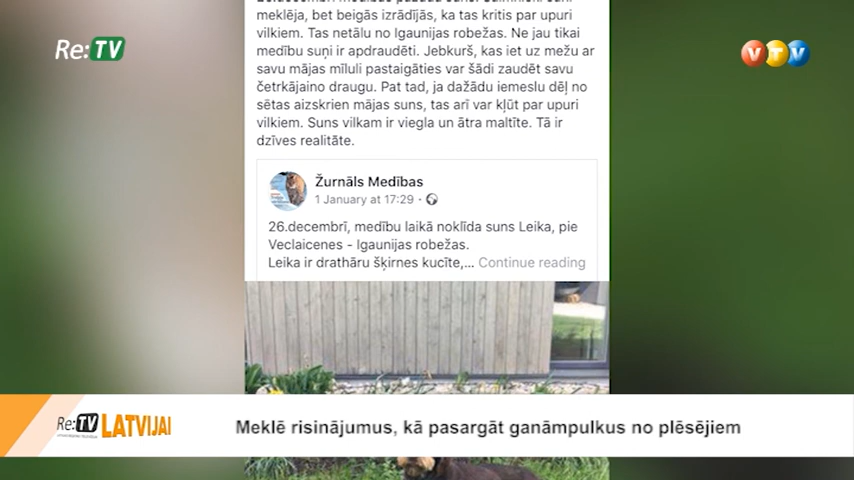 meklēja, bet beigās izrādījās, ka tas kritis par upuri
vilkiem. Tas netālu no Igaunijas robežas. Ne jau tikai
medību suņi ir apdraudēti. Jebkurš, kas iet uz mežu ar
savu mājas mīluli pastaigāties var šādi zaudēt savu
četrkājaino draugu. Pat tad, ja dažādu iemeslu dēļ no
sētas aizskrien mājas suns, tas arī var kļūt par upuri
vilkiem. Suns vilkam ir viegla un ātra maltīte. Tā ir
dzīves realitāte.
Re:TV
VTV
Žurnāls Medības
1 January at 17:29 ·
26.decembrī, medību laikā noklīda suns Leika, pie
Veclaicenes - Igaunijas robežas.
Leika ir drathāru šķirnes kucīte,... Continue reading
Re:TV LATVIJAI
Meklē risinājumus, kā pasargāt ganāmpulkus no plēsējiem